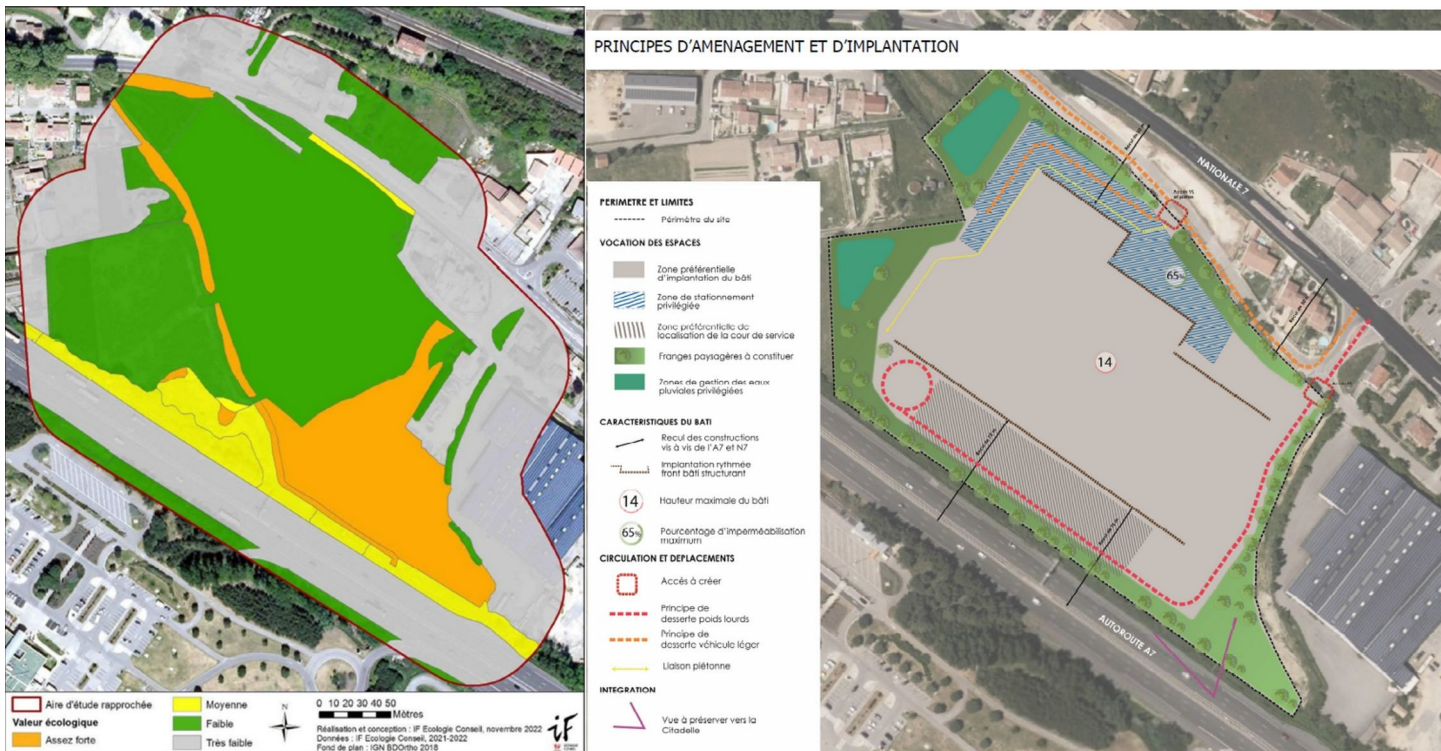 Aire d'étude rapprochée
Valeur écologique
Assez forte
Moyenne
Faible
Très faible
N
0 10 20 30 40 50
Mètres
Réalisation et conception : IF Ecologie Conseil, novembre 2022
Données : IF Ecologie Conseil, 2021-2022
Fond de plan : IGN BDOrtho 2018
iF
PRINCIPES D'AMENAGEMENT ET D'IMPLANTATION
PERIMETRE ET LIMITES
Périmètre du site
VOCATION DES ESPACES
Zone préférentielle
d'implantation du bâti
Zone de stationnement
privilégiée
Zone préférentielle de
localisation de la cour de service
Franges paysagères à constituer
Zones de gestion des eaux
pluviales privilégiées
CARACTERISTIQUES DU BATI
Recul des constructions
vis à vis de l'A7 et N7
Implantation rythmée
front bâti structurant
14
Hauteur maximale du bâti
65%
Pourcentage d'imperméabilisation
maximum
CIRCULATION ET DEPLACEMENTS
Accès à créer
Principe de
desserte poids lourds
Principe de
desserte véhicule léger
Liaison piétonne
INTEGRATION
Vue à préserver vers la
Citadelle
NATIONALE 7
65%
14
AUTOROUTE A7